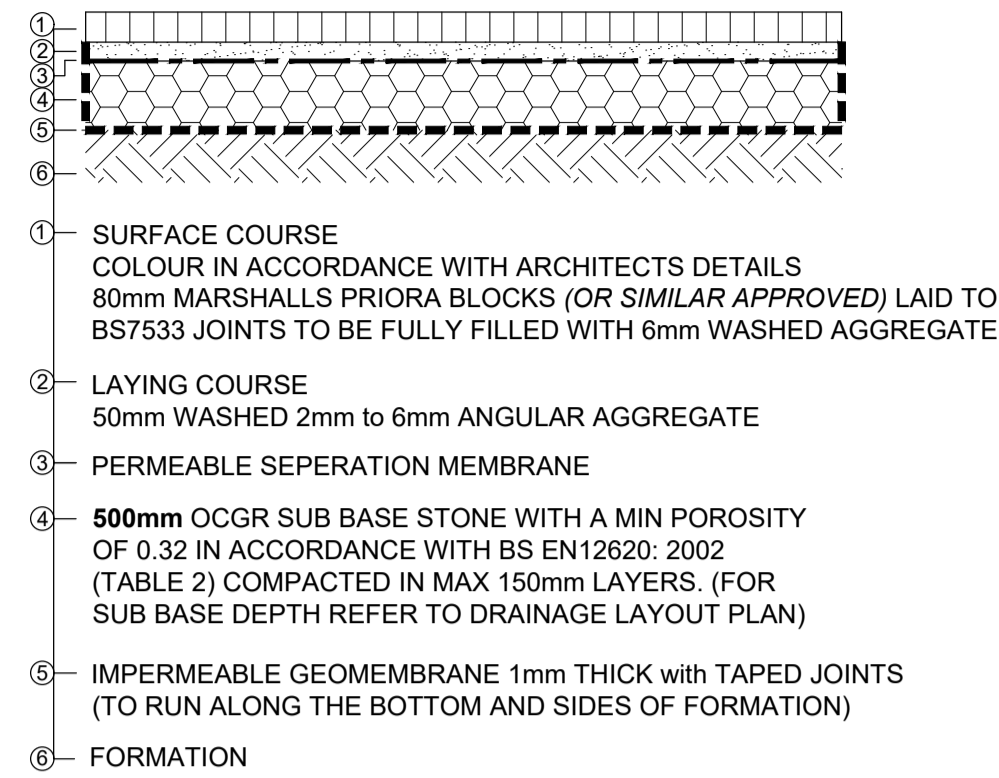 ①
②
③
④
⑤
⑥
① SURFACE COURSE
COLOUR IN ACCORDANCE WITH ARCHITECTS DETAILS
80mm MARSHALLS PRIORA BLOCKS (OR SIMILAR APPROVED) LAID TO
BS7533 JOINTS TO BE FULLY FILLED WITH 6mm WASHED AGGREGATE
② LAYING COURSE
50mm WASHED 2mm to 6mm ANGULAR AGGREGATE
③ PERMEABLE SEPERATION MEMBRANE
④ 500mm OCGR SUB BASE STONE WITH A MIN POROSITY
OF 0.32 IN ACCORDANCE WITH BS EN12620: 2002
(TABLE 2) COMPACTED IN MAX 150mm LAYERS. (FOR
SUB BASE DEPTH REFER TO DRAINAGE LAYOUT PLAN)
⑤ IMPERMEABLE GEOMEMBRANE 1mm THICK with TAPED JOINTS
(TO RUN ALONG THE BOTTOM AND SIDES OF FORMATION)
⑥ FORMATION